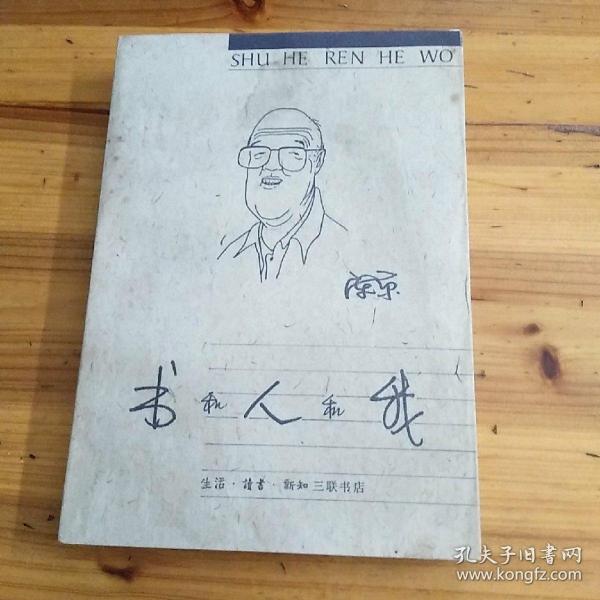 SHU HE REN HE WO
陈原
书和人和我
生活·读书·新知三联书店
孔夫子旧书网
www.kongfz.com